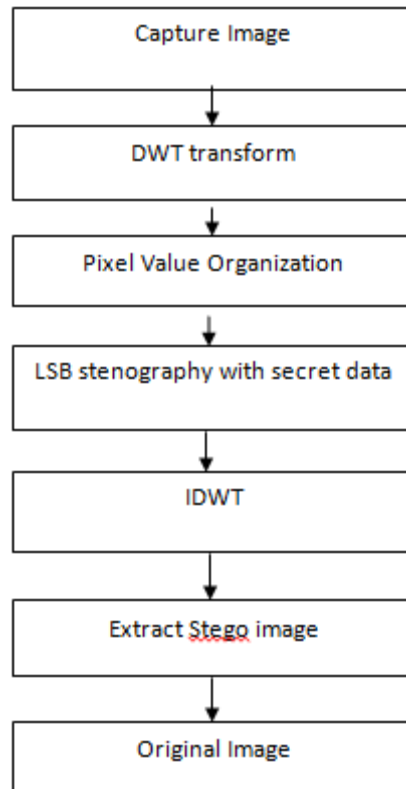 Capture Image
DWT transform
Pixel Value Organization
LSB stenography with secret data
IDWT
Extract Stego image
Original Image